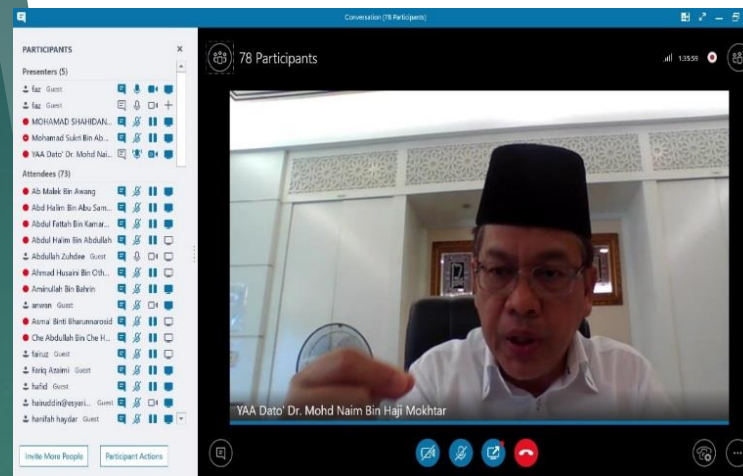 Conversation (78 Participants)
PARTICIPANTS
Presenters (5)
faz Guest
faz Guest
MOHAMAD SHAHIDAN...
Mohamad Sukri Bin Ab...
YAA Dato' Dr. Mohd Nai...
Attendees (73)
Ab Malek Bin Awang
Abd Halim Bin Abu Sam...
Abdul Fattah Bin Kamar...
Abdul Halim Bin Abdullah
Abdullah Zuhdee Guest
Ahmad Husaini Bin Oth...
Aminullah Bin Bahrin
anwan Guest
Asma' Binti Bharunnarosid
Che Abdullah Bin Che H...
fairuz Guest
Feriq Azaimi Guest
hafid Guest
hairuddin@esyari... Guest
hanifah haydar Guest
Invite More People
Participant Actions
78 Participants
1:35:59
YAA Dato' Dr. Mohd Naim Bin Haji Mokhtar